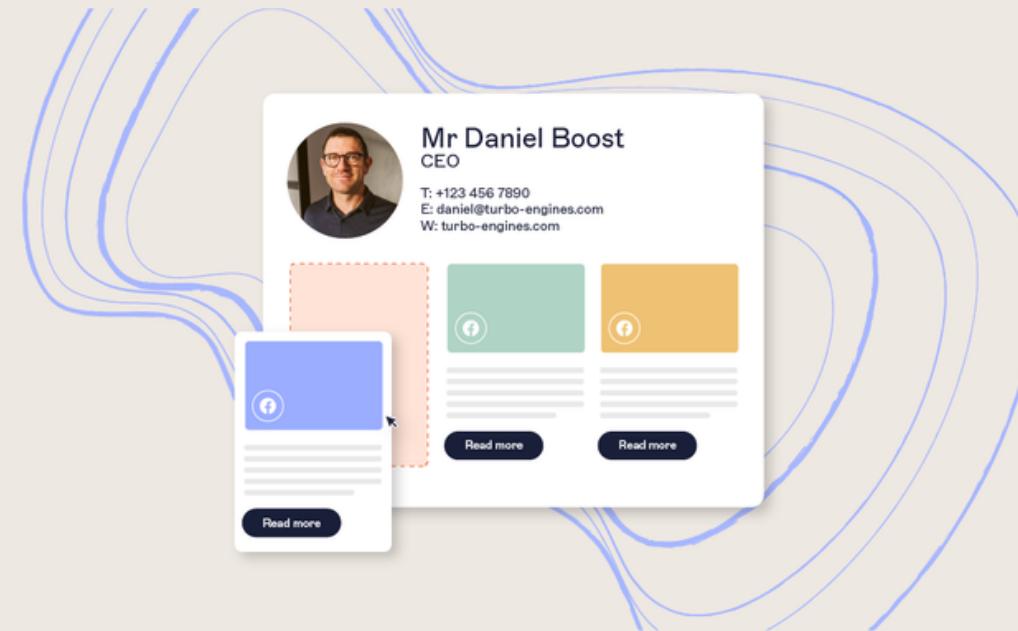 Mr Daniel Boost
CEO
T: +123 456 7890
E: daniel@turbo-engines.com
W: turbo-engines.com
Read more
Read more
Read more